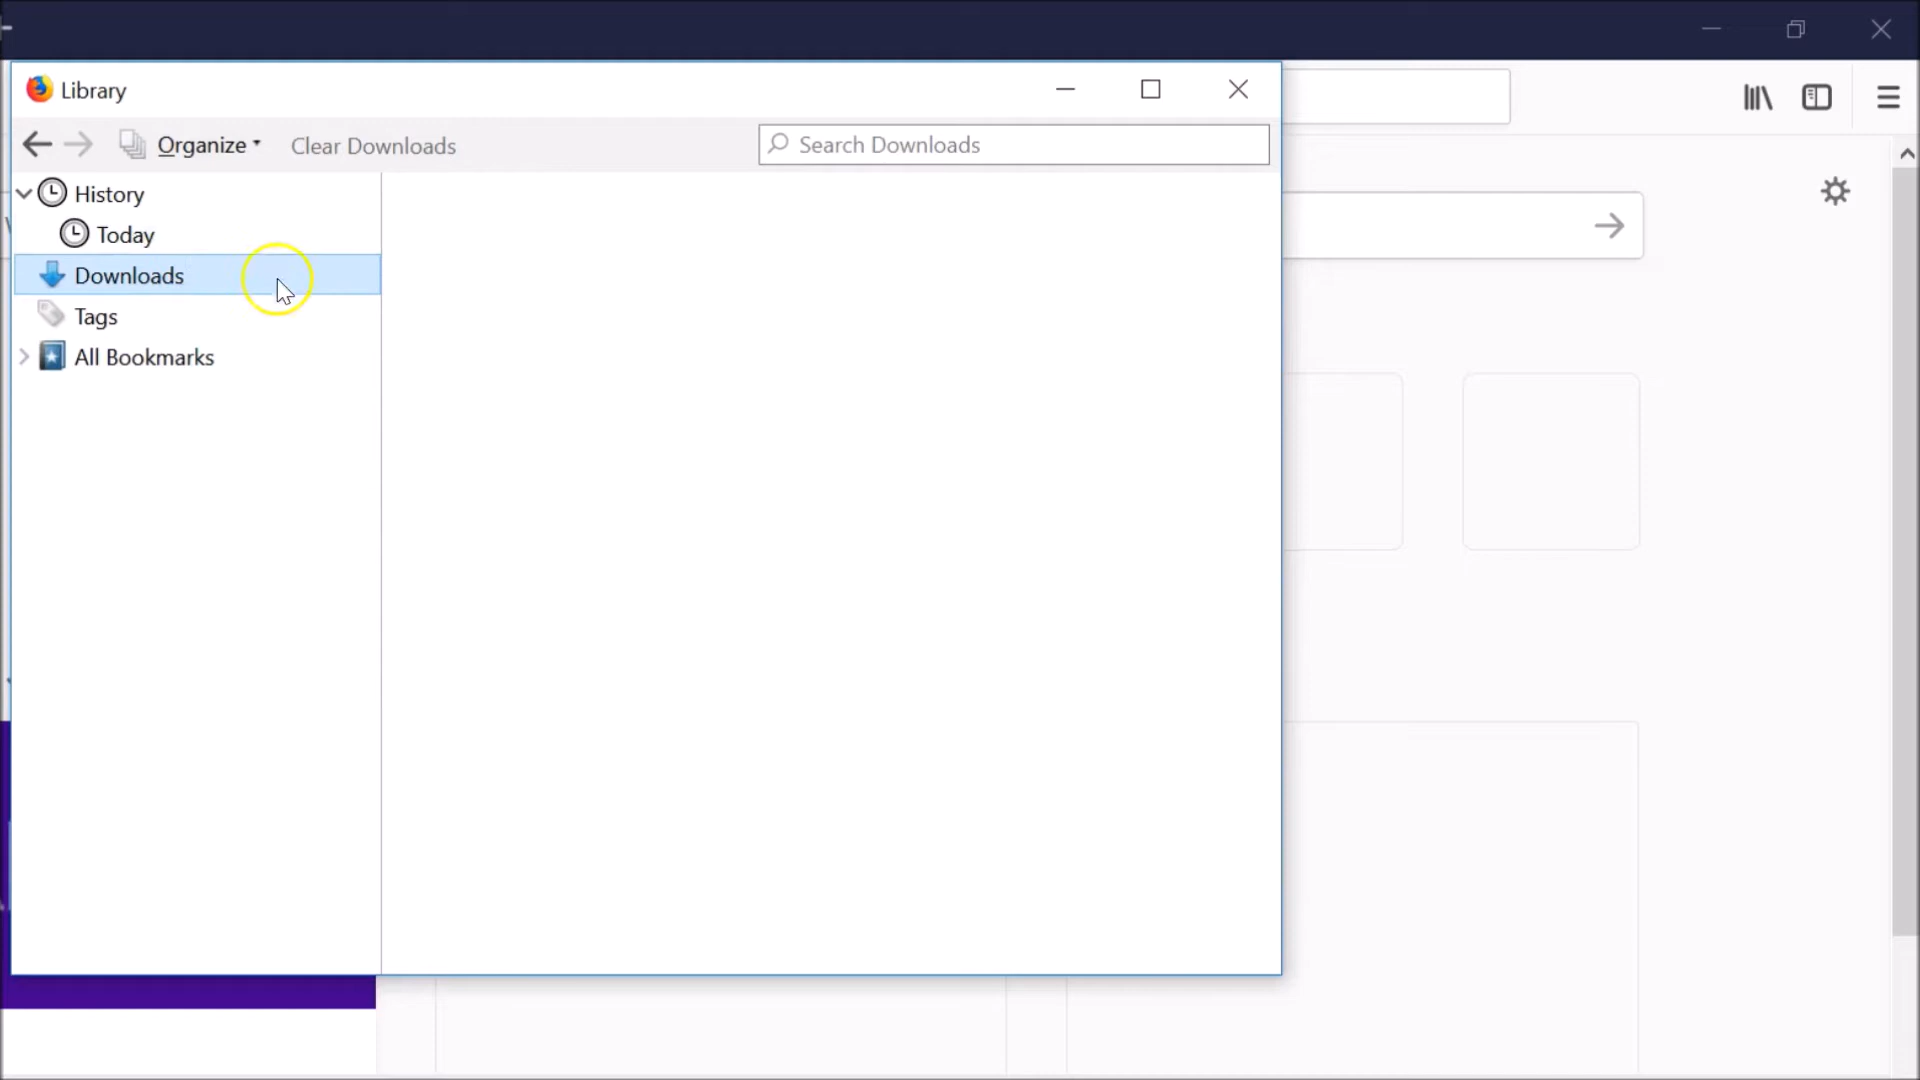 Library
Organize Clear Downloads Search Downloads
History
Today
Downloads
Tags
All Bookmarks